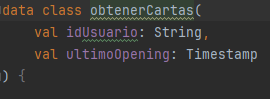 data class obtenerCartas(
val idUsuario: String,
val ultimoOpening: Timestamp
) {